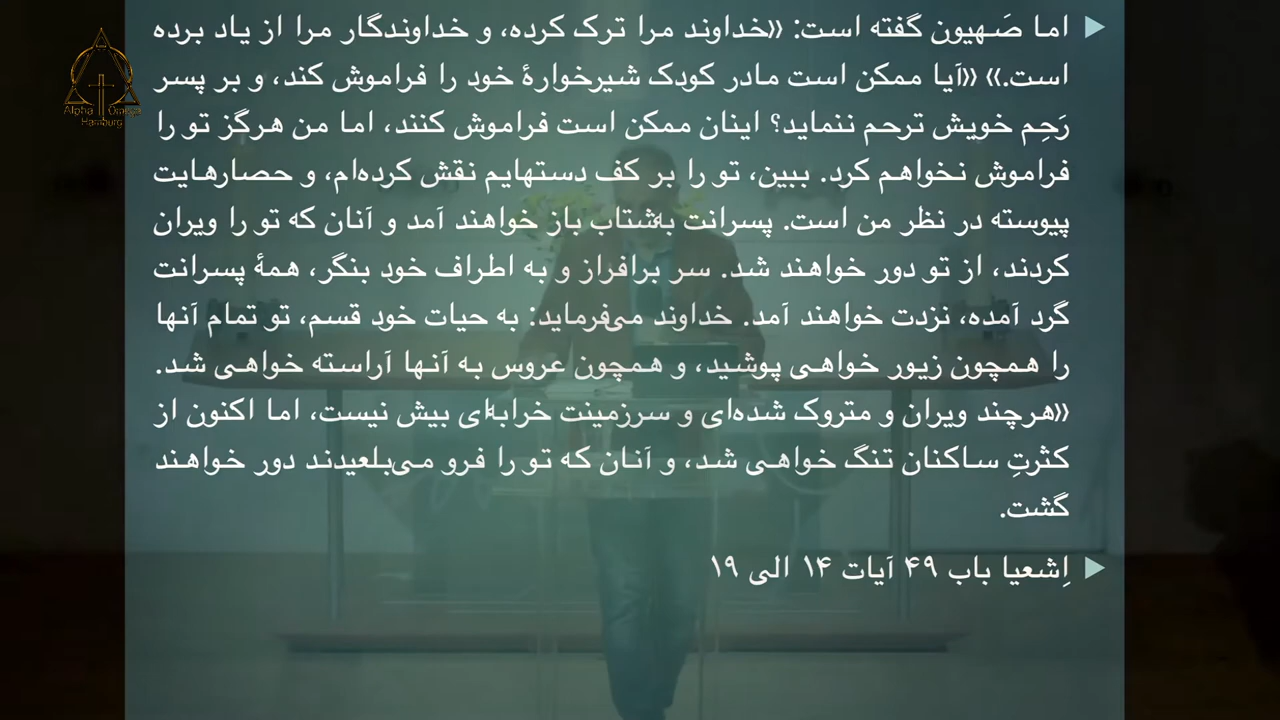 اما صَهیون گفته است: «خداوند مرا ترک کرده، و خداوندگار مرا از یاد برده
است.» «آیا ممکن است مادر کودک شیرخوارهٔ خود را فراموش کند، و بر پسر
رَحِم خویش ترحم ننماید؟ اینان ممکن است فراموش کنند، اما من هرگز تو را
فراموش نخواهم کرد. ببین، تو را بر کف دستهایم نقش کرده‌ام، و حصارهایت
پیوسته در نظر من است. پسرانت به‌شتاب باز خواهند آمد و آنان که تو را ویران
کردند، از تو دور خواهند شد. سر برافراز و به اطراف خود بنگر، همهٔ پسرانت
گرد آمده، نزدت خواهند آمد. خداوند می‌فرماید: به حیات خود قسم، تو تمام آنها
را همچون زیور خواهی پوشید، و همچون عروس به آنها آراسته خواهی شد.
«هرچند ویران و متروک شده‌ای و سرزمینت خرابه‌ای بیش نیست، اما اکنون از
کثرتِ ساکنان تنگ خواهی شد، و آنان که تو را فرو می‌بلعیدند دور خواهند
گشت.
اِشعیا باب ۴۹ آیات ۱۴ الی ۱۹
Alpha Omega
Hamburg